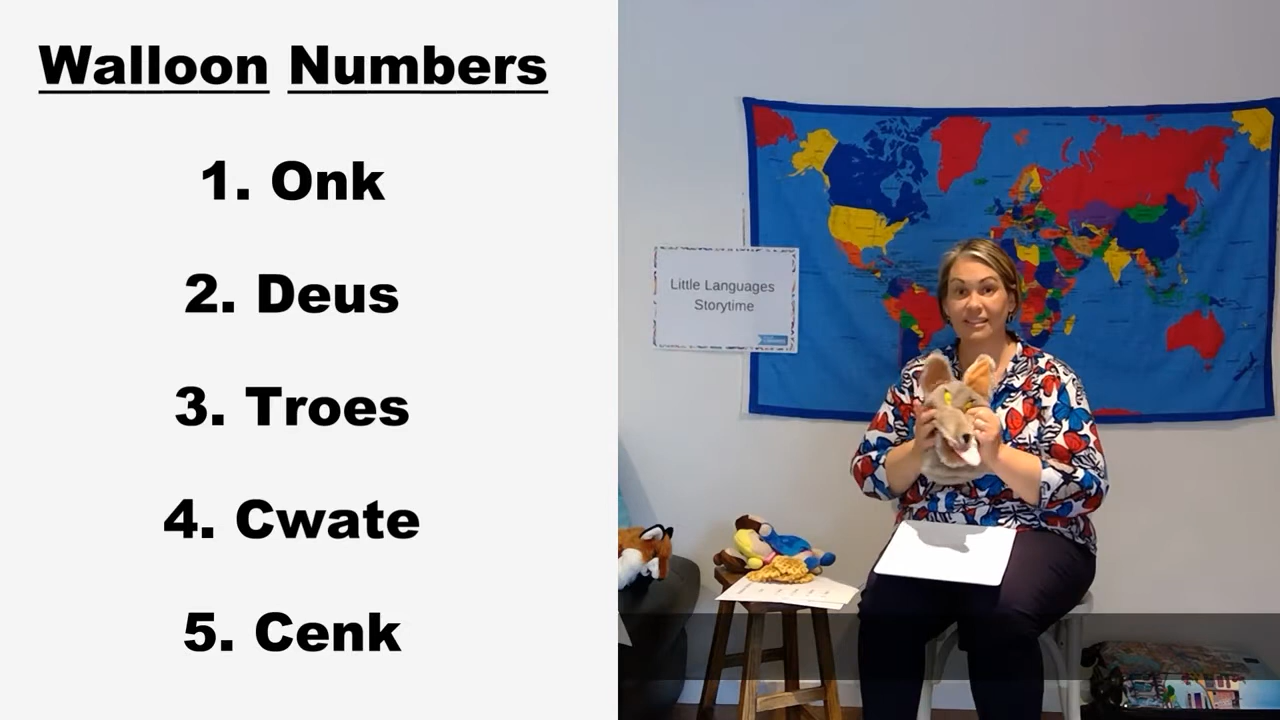 Walloon Numbers
1. Onk
2. Deus
3. Troes
4. Cwate
5. Cenk
Little Languages
Storytime